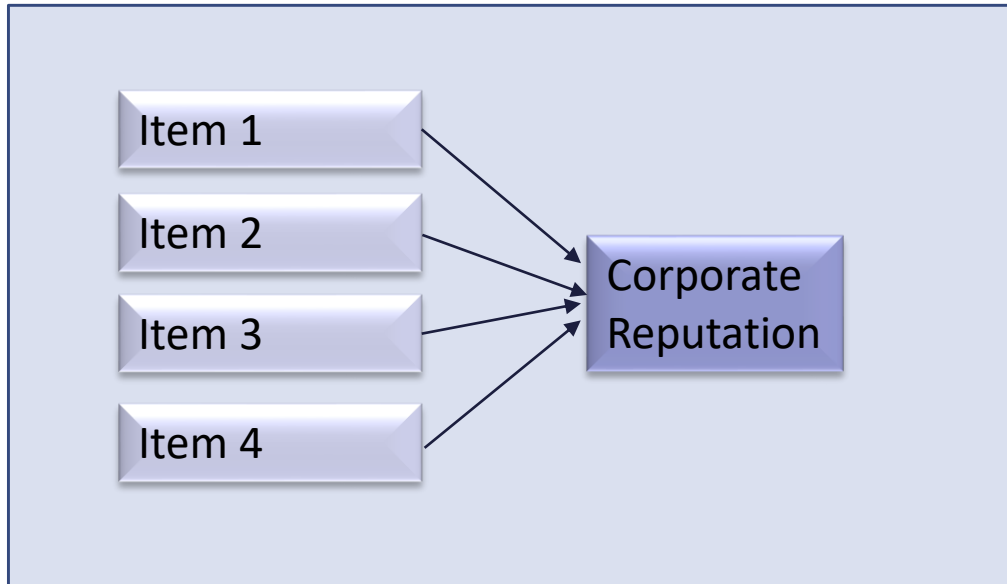 Item 1
Item 2
Item 3
Item 4
Corporate
Reputation